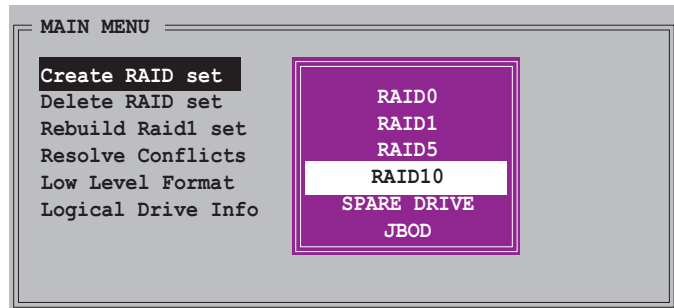 MAIN MENU
Create RAID set
Delete RAID set
Rebuild Raid1 set
Resolve Conflicts
Low Level Format
Logical Drive Info
RAID0
RAID1
RAID5
RAID10
SPARE DRIVE
JBOD